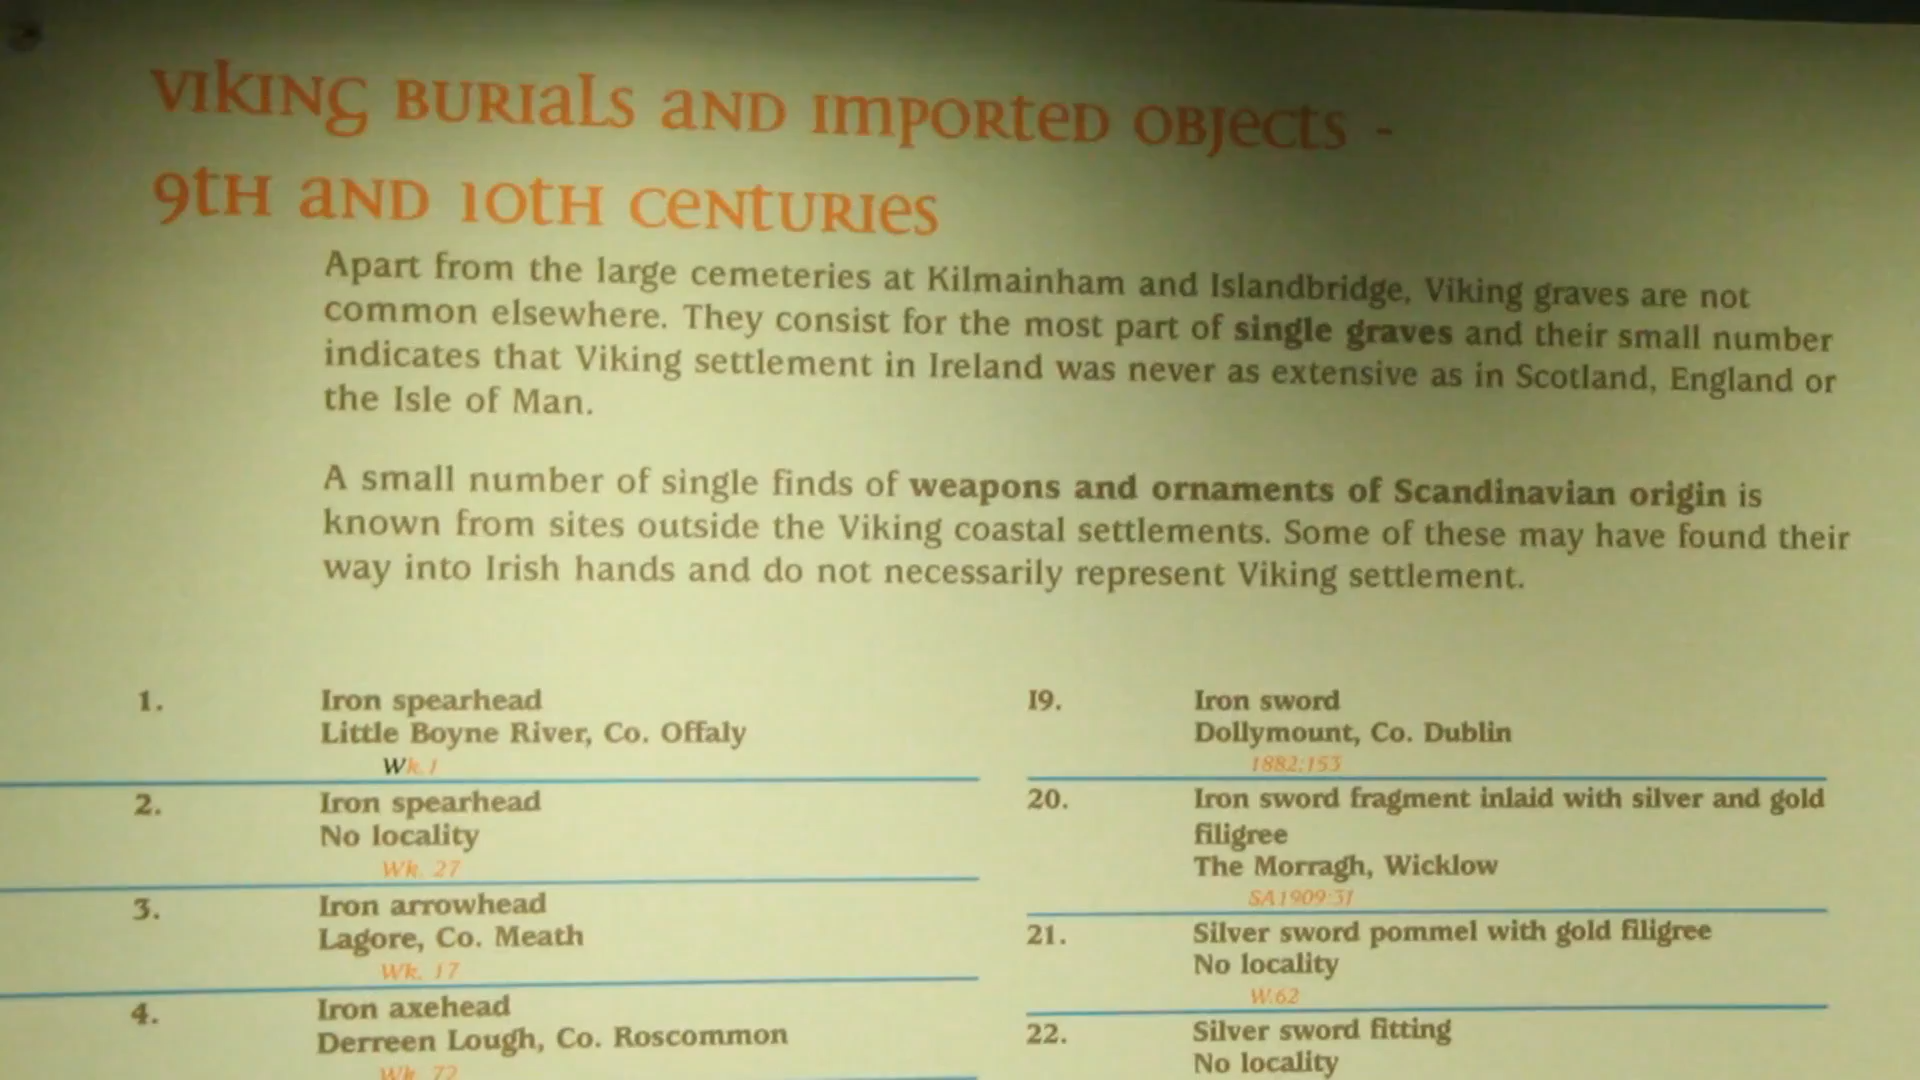 Viking Burials and Imported Objects -
9th and 10th Centuries
Apart from the large cemeteries at Kilmainham and Islandbridge, Viking graves are not
common elsewhere. They consist for the most part of single graves and their small number
indicates that Viking settlement in Ireland was never as extensive as in Scotland, England or
the Isle of Man.
A small number of single finds of weapons and ornaments of Scandinavian origin is
known from sites outside the Viking coastal settlements. Some of these may have found their
way into Irish hands and do not necessarily represent Viking settlement.
1. Iron spearhead
Little Boyne River, Co. Offaly
Wk.1
2. Iron spearhead
No locality
Wk. 27
3. Iron arrowhead
Lagore, Co. Meath
Wk. 17
4. Iron axehead
Derreen Lough, Co. Roscommon
Wk. 72
19. Iron sword
Dollymount, Co. Dublin
1882:153
20. Iron sword fragment inlaid with silver and gold
filigree
The Morragh, Wicklow
SA1909:31
21. Silver sword pommel with gold filigree
No locality
W.62
22. Silver sword fitting
No locality